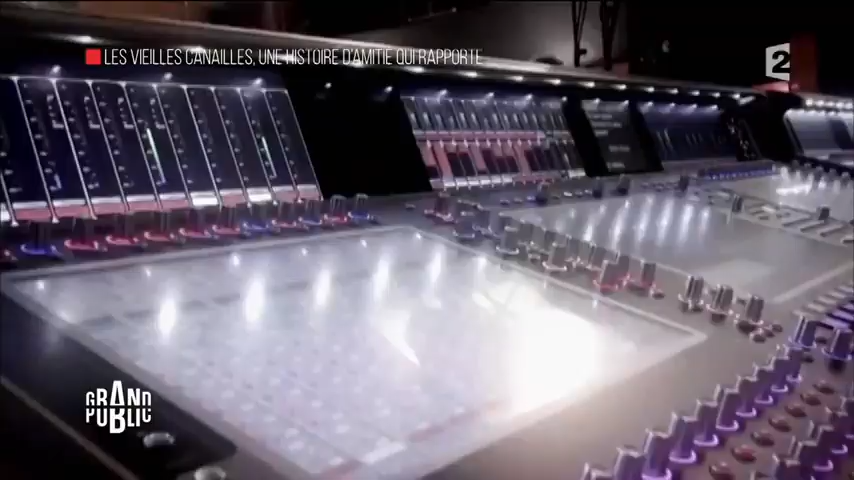 LES VIEILLES CANAILLES, UNE HISTOIRE D'AMITIE QUI RAPPORTE
2
GRAND
PUBLIC